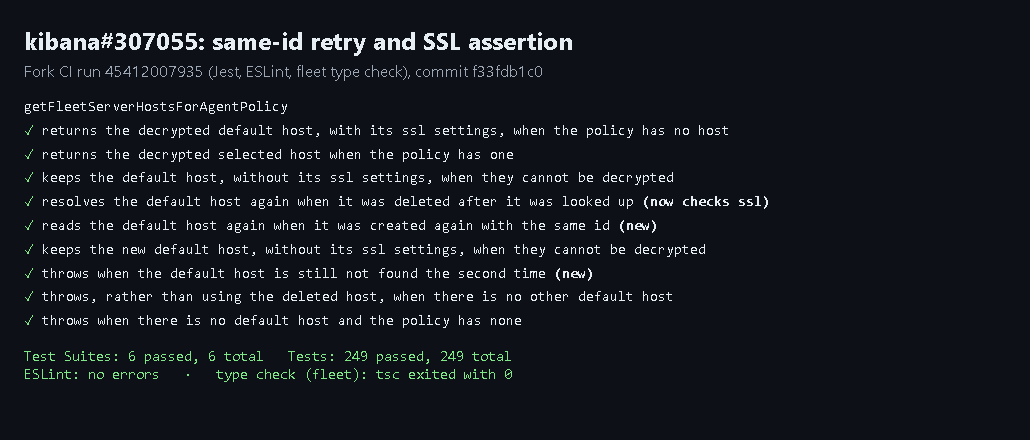 kibana#307055: same-id retry and SSL assertion
Fork CI run 45412007935 (Jest, ESLint, fleet type check), commit f33fdb1c0
getFleetServerHostsForAgentPolicy
✓ returns the decrypted default host, with its ssl settings, when the policy has no host
✓ returns the decrypted selected host when the policy has one
✓ keeps the default host, without its ssl settings, when they cannot be decrypted
✓ resolves the default host again when it was deleted after it was looked up (now checks ssl)
✓ reads the default host again when it was created again with the same id (new)
✓ keeps the new default host, without its ssl settings, when they cannot be decrypted
✓ throws when the default host is still not found the second time (new)
✓ throws, rather than using the deleted host, when there is no other default host
✓ throws when there is no default host and the policy has none
Test Suites: 6 passed, 6 total   Tests: 249 passed, 249 total
ESLint: no errors   ·   type check (fleet): tsc exited with 0